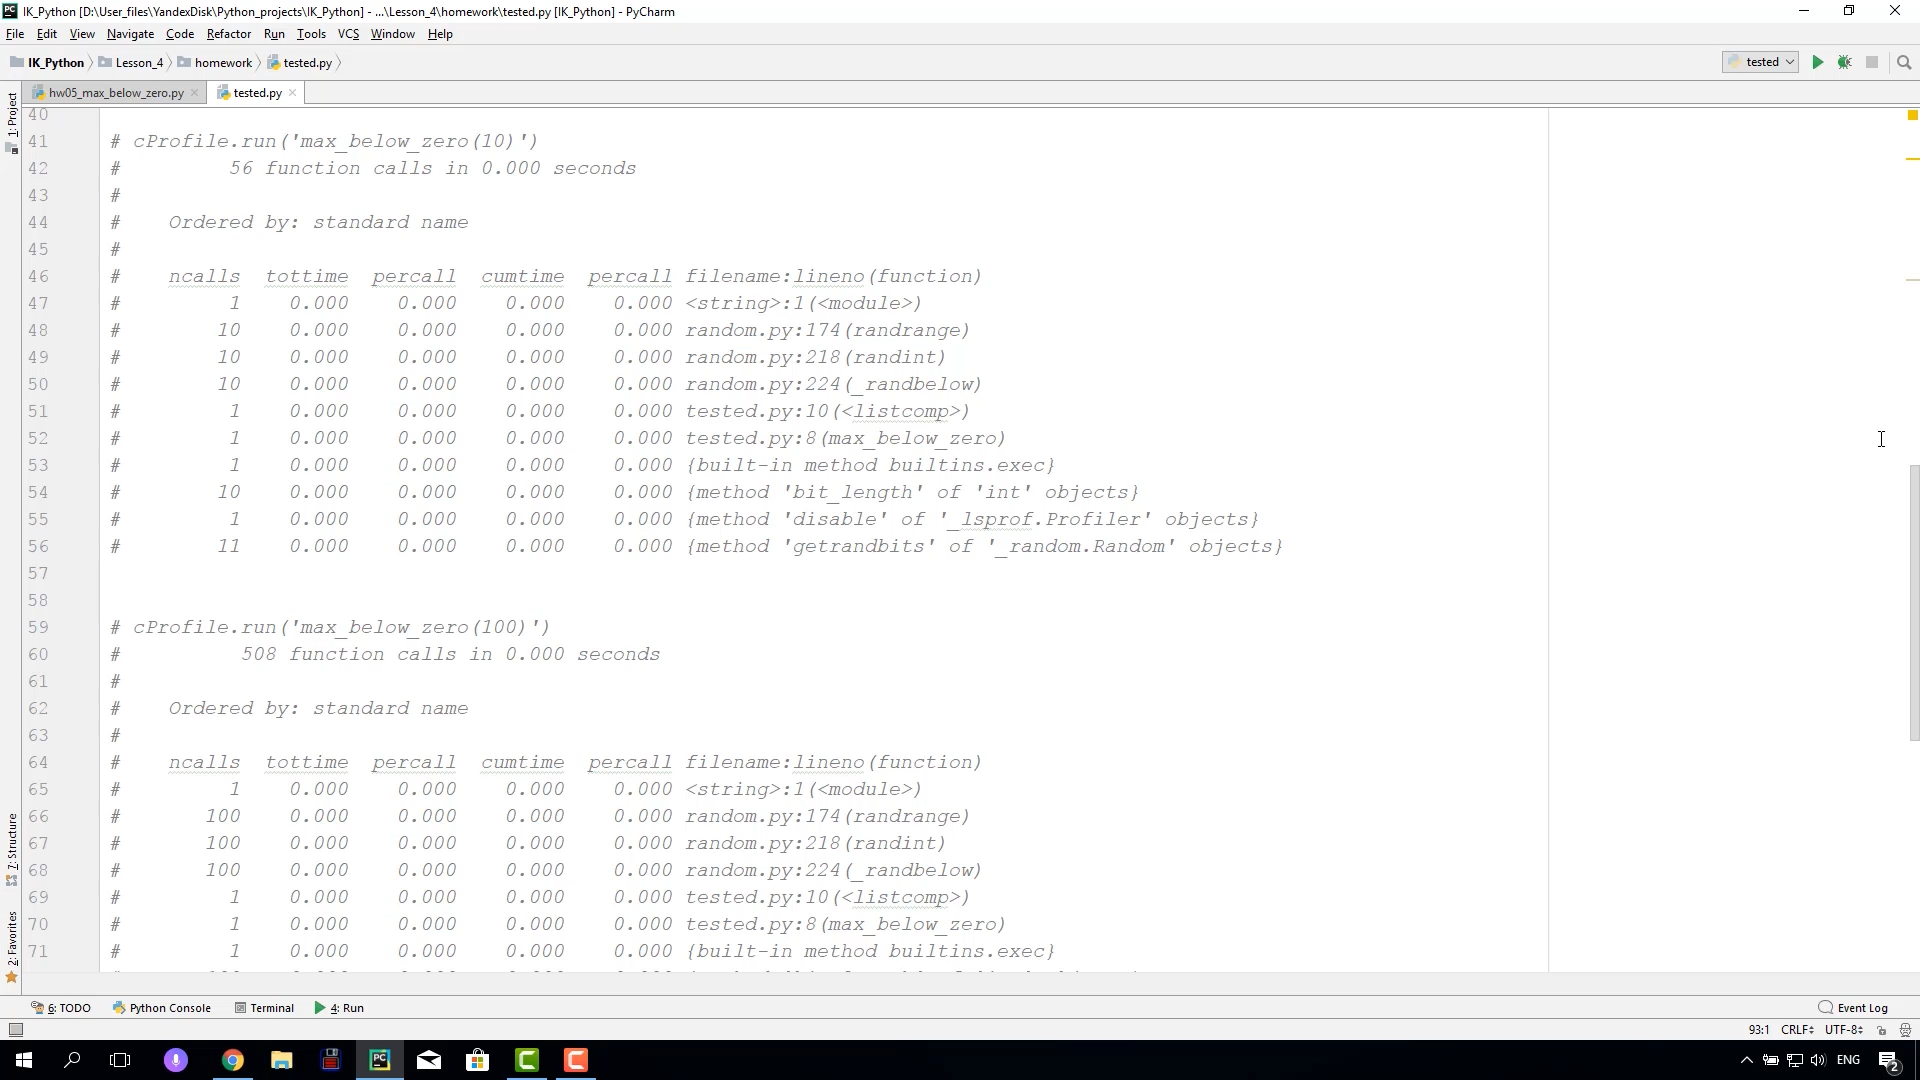 IK_Python [D:\User_files\YandexDisk\Python_projects\IK_Python] - ...\Lesson_4\homework\tested.py [IK_Python] - PyCharm
File Edit View Navigate Code Refactor Run Tools VCS Window Help
IK_Python Lesson_4 homework tested.py tested
hw05_max_below_zero.py tested.py
1: Project
7: Structure
2: Favorites
40
41 # cProfile.run('max_below_zero(10)')
42 # 56 function calls in 0.000 seconds
43 #
44 # Ordered by: standard name
45 #
46 # ncalls tottime percall cumtime percall filename:lineno(function)
47 # 1 0.000 0.000 0.000 0.000 <string>:1(<module>)
48 # 10 0.000 0.000 0.000 0.000 random.py:174(randrange)
49 # 10 0.000 0.000 0.000 0.000 random.py:218(randint)
50 # 10 0.000 0.000 0.000 0.000 random.py:224(_randbelow)
51 # 1 0.000 0.000 0.000 0.000 tested.py:10(<listcomp>)
52 # 1 0.000 0.000 0.000 0.000 tested.py:8(max_below_zero)
53 # 1 0.000 0.000 0.000 0.000 {built-in method builtins.exec}
54 # 10 0.000 0.000 0.000 0.000 {method 'bit_length' of 'int' objects}
55 # 1 0.000 0.000 0.000 0.000 {method 'disable' of '_lsprof.Profiler' objects}
56 # 11 0.000 0.000 0.000 0.000 {method 'getrandbits' of '_random.Random' objects}
57
58
59 # cProfile.run('max_below_zero(100)')
60 # 508 function calls in 0.000 seconds
61 #
62 # Ordered by: standard name
63 #
64 # ncalls tottime percall cumtime percall filename:lineno(function)
65 # 1 0.000 0.000 0.000 0.000 <string>:1(<module>)
66 # 100 0.000 0.000 0.000 0.000 random.py:174(randrange)
67 # 100 0.000 0.000 0.000 0.000 random.py:218(randint)
68 # 100 0.000 0.000 0.000 0.000 random.py:224(_randbelow)
69 # 1 0.000 0.000 0.000 0.000 tested.py:10(<listcomp>)
70 # 1 0.000 0.000 0.000 0.000 tested.py:8(max_below_zero)
71 # 1 0.000 0.000 0.000 0.000 {built-in method builtins.exec}
6: TODO Python Console Terminal 4: Run Event Log
93:1 CRLF UTF-8
PC ENG 2